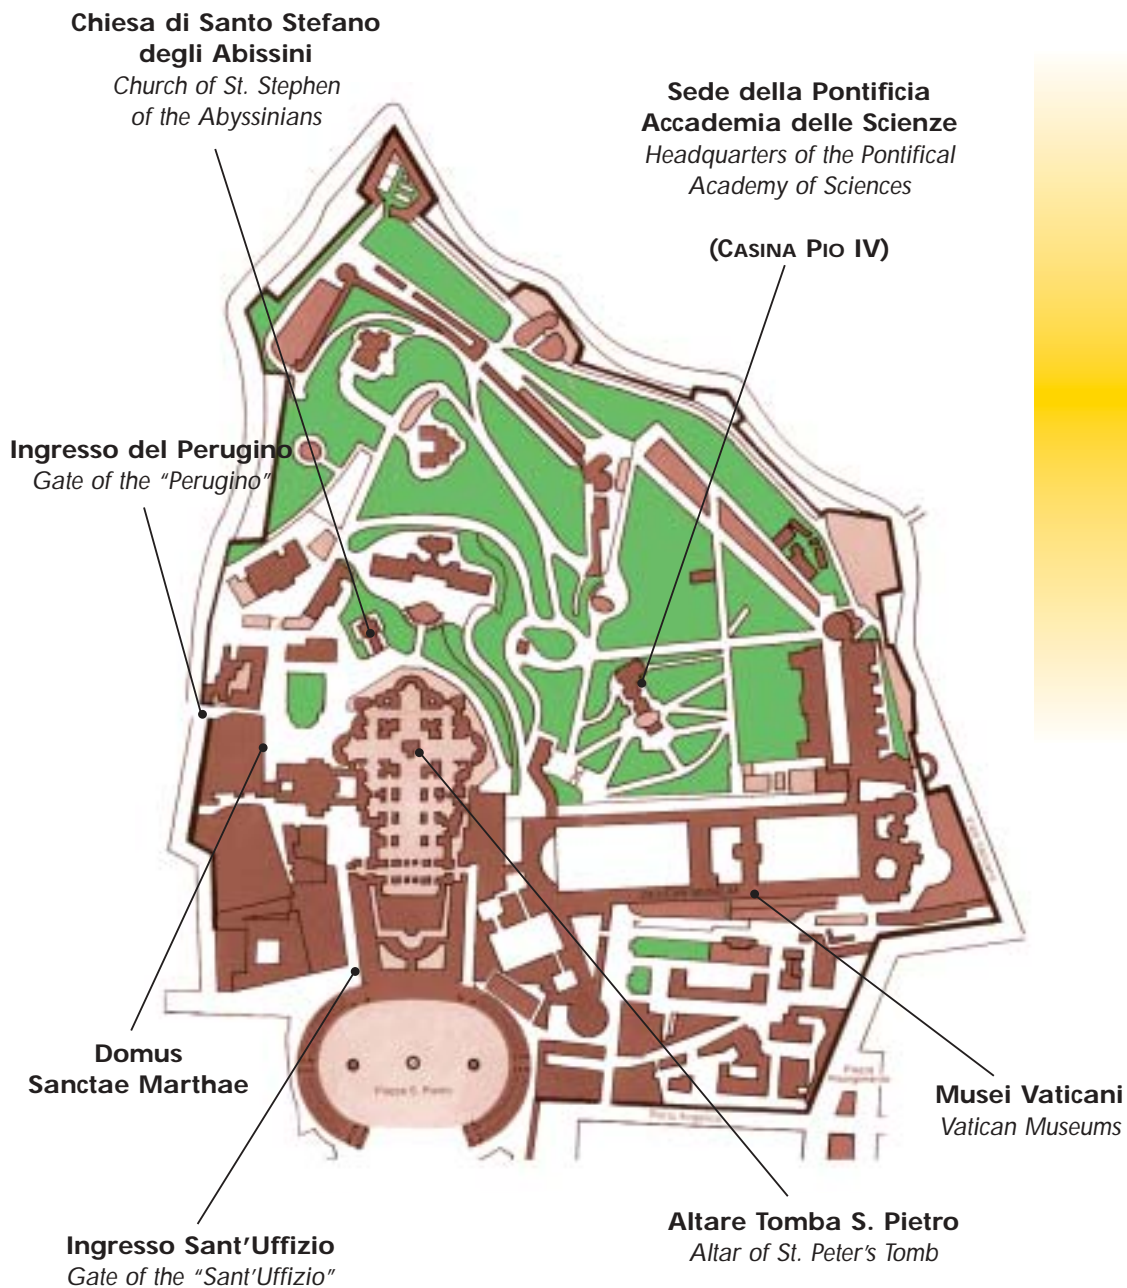 Chiesa di Santo Stefano
degli Abissini
Church of St. Stephen
of the Abyssinians
Sede della Pontificia
Accademia delle Scienze
Headquarters of the Pontifical
Academy of Sciences
(CASINA PIO IV)
Ingresso del Perugino
Gate of the “Perugino”
Domus
Sanctae Marthae
Piazza S. Pietro
Piazza
Musei Vaticani
Vatican Museums
Ingresso Sant'Uffizio
Gate of the “Sant'Uffizio”
Altare Tomba S. Pietro
Altar of St. Peter's Tomb